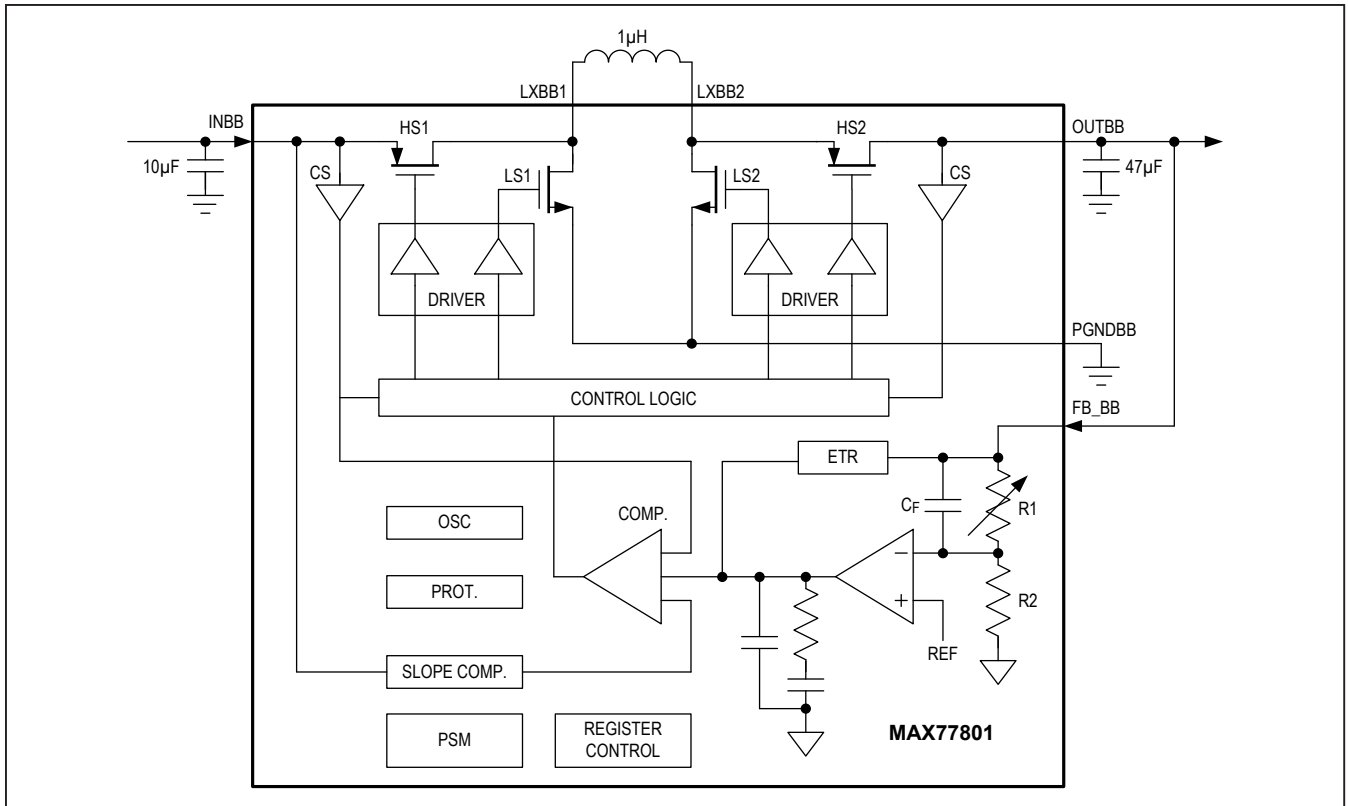 1µH
LXBB1
LXBB2
INBB
HS1
HS2
OUTBB
10µF
CS
LS1
LS2
CS
47µF
DRIVER
DRIVER
PGNDBB
CONTROL LOGIC
FB_BB
ETR
CF
R1
OSC
COMP.
−
PROT.
+
R2
REF
SLOPE COMP.
PSM
REGISTER
CONTROL
MAX77801